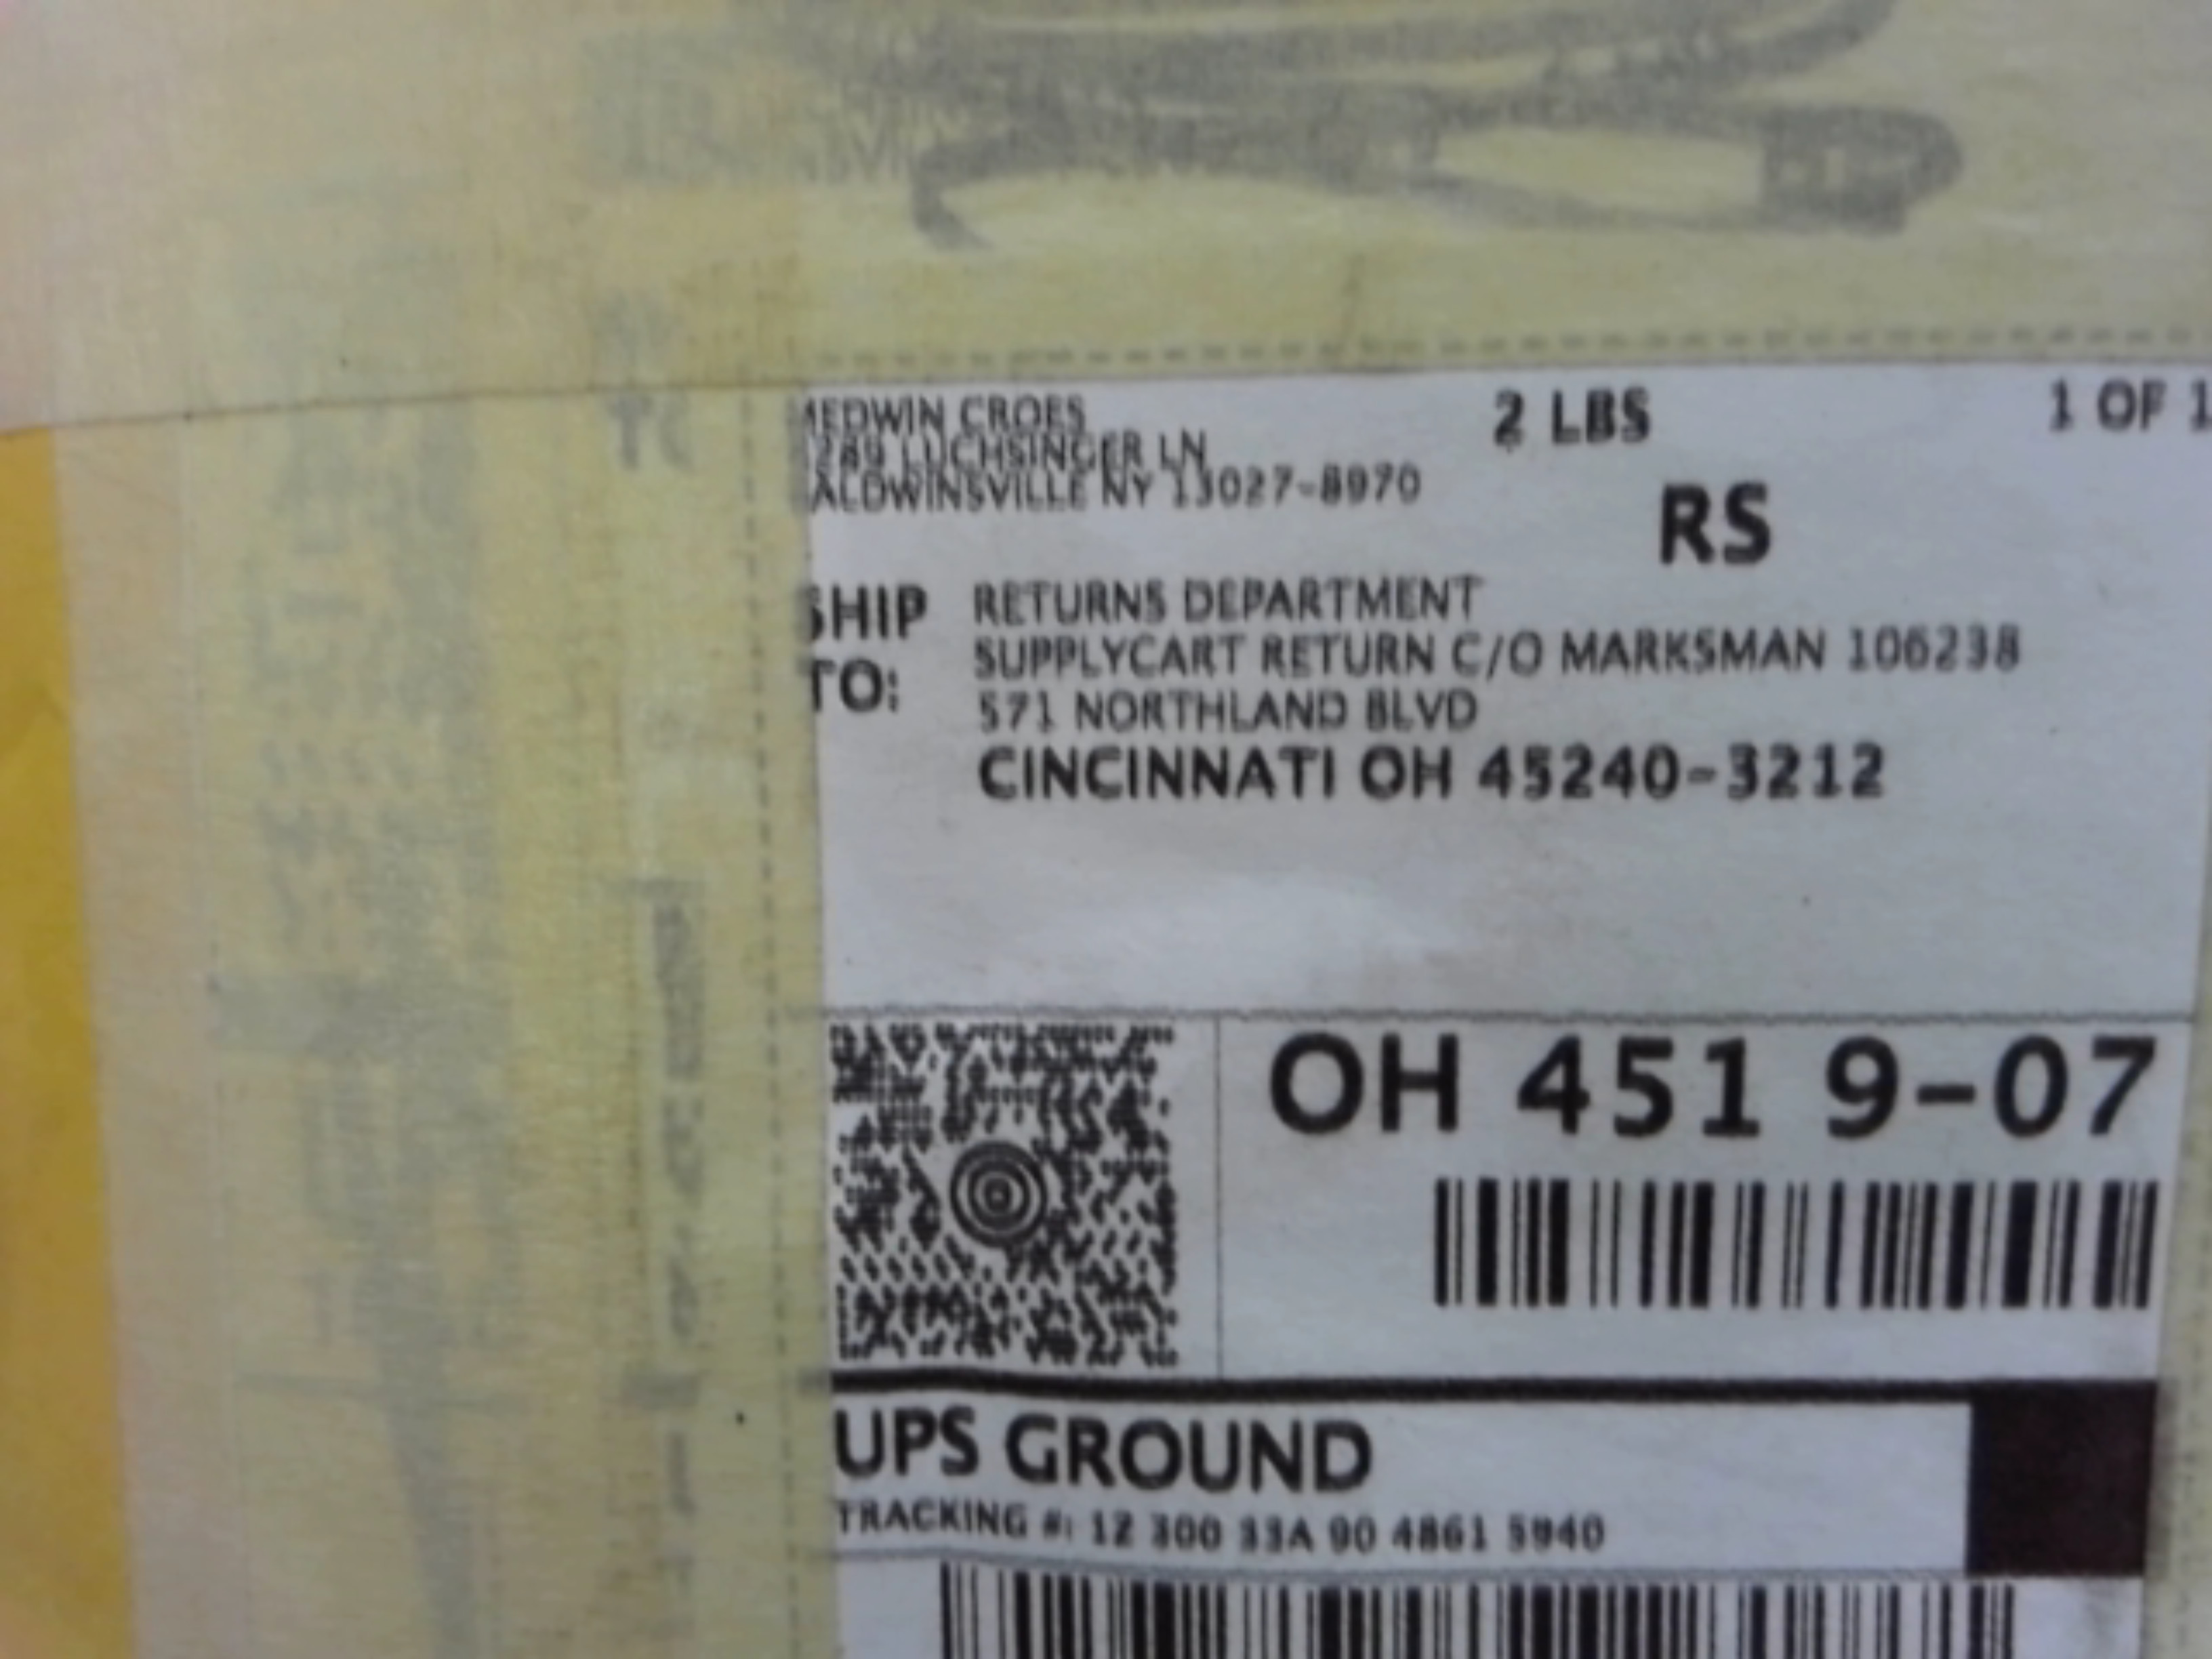 MEDWIN CROES 2 LBS 1 OF 1
289 LUCHSINGER LN
ALDWINSVILLE NY 13027-8970
RS
SHIP TO: RETURNS DEPARTMENT
SUPPLYCART RETURN C/O MARKSMAN 106238
571 NORTHLAND BLVD
CINCINNATI OH 45240-3212
OH 451 9-07
UPS GROUND
TRACKING #: 12 300 33A 90 4861 5940